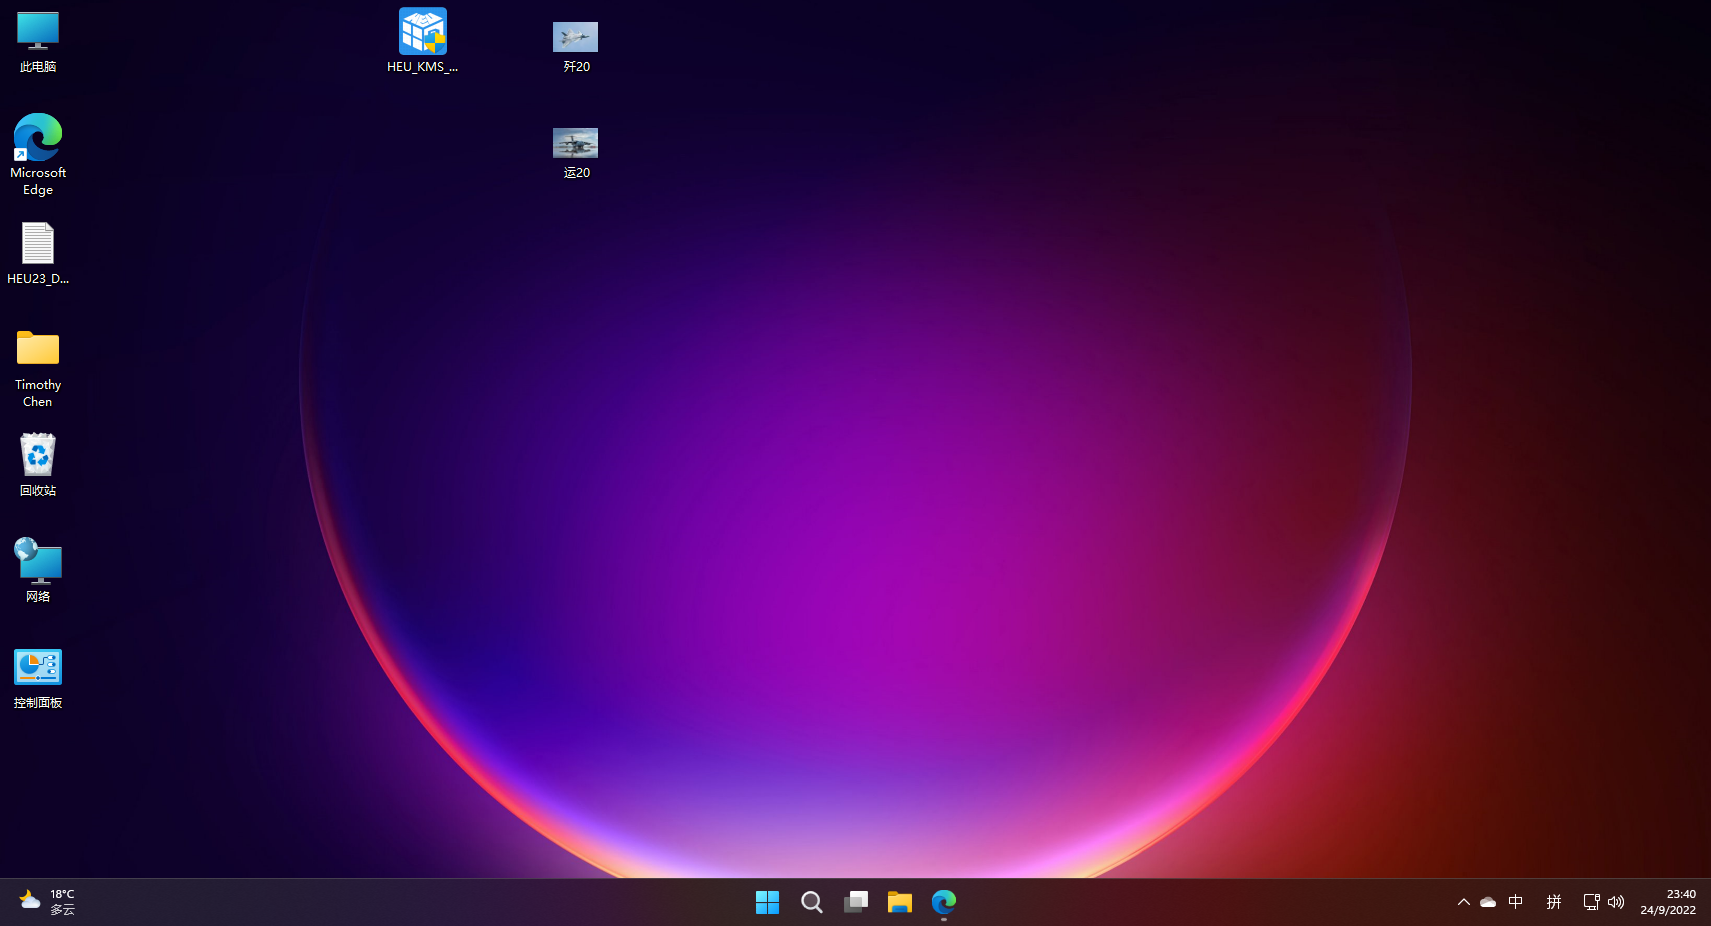 此电脑
HEU_KMS_...
歼20
Microsoft
Edge
运20
HEU23_D...
Timothy
Chen
回收站
网络
控制面板
18°C
多云
中
拼
23:40
24/9/2022